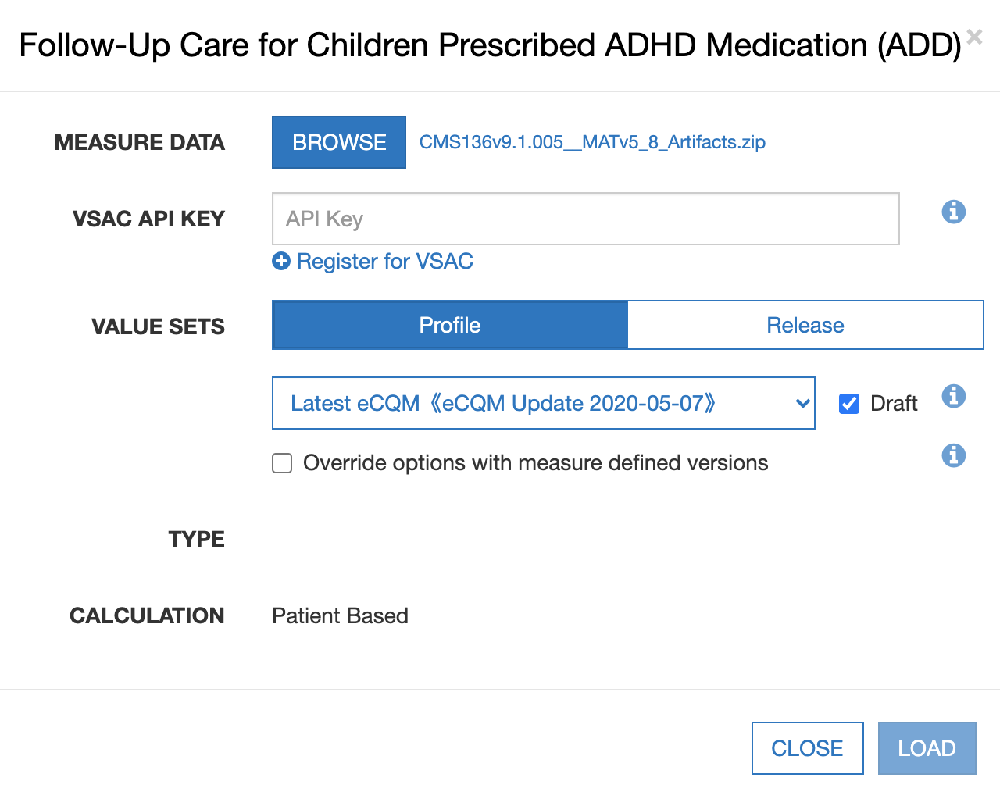 Follow-Up Care for Children Prescribed ADHD Medication (ADD) ×
MEASURE DATA BROWSE CMS136v9.1.005__MATv5_8_Artifacts.zip
VSAC API KEY API Key
Register for VSAC
VALUE SETS Profile Release
Latest eCQM《eCQM Update 2020-05-07》 Draft
Override options with measure defined versions
TYPE
CALCULATION Patient Based
CLOSE LOAD